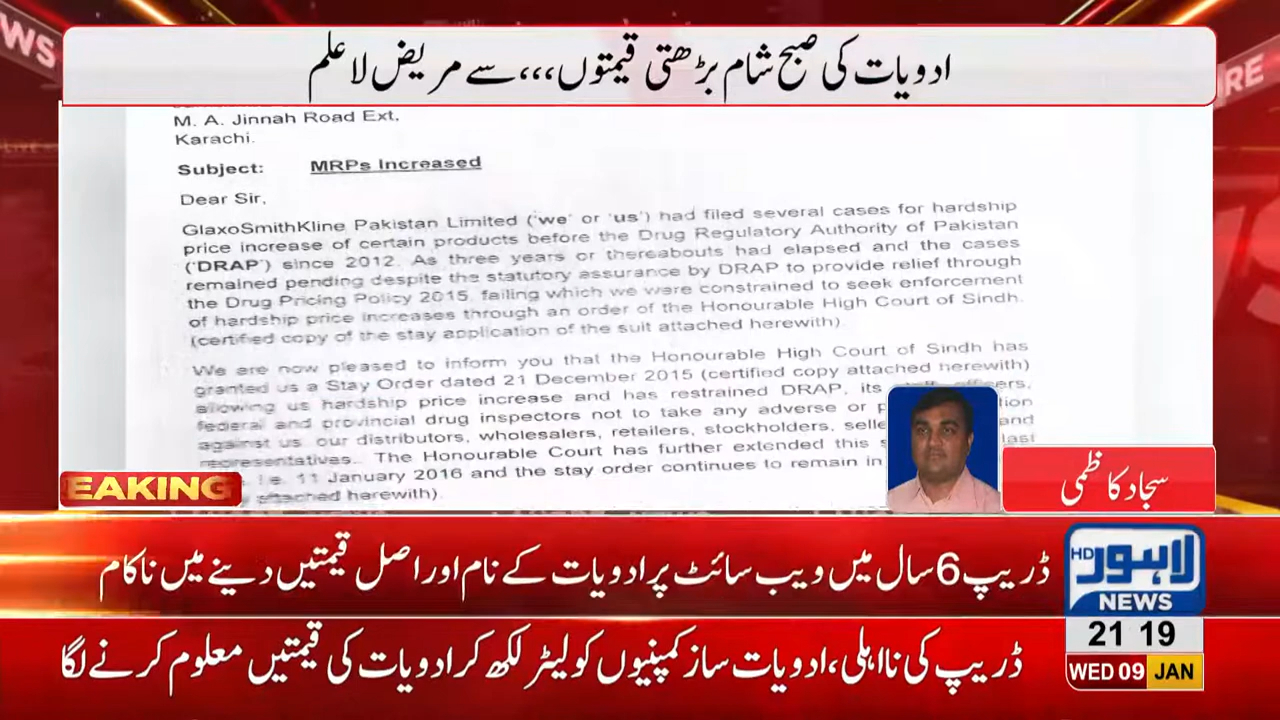 ادویات کی صبح شام بڑھتی قیمتوں،،، سے مریض لاعلم
M. A. Jinnah Road Ext,
Karachi.
Subject: MRPs Increased
Dear Sir,
GlaxoSmithKline Pakistan Limited ('we' or 'us') had filed several cases for hardship
price increase of certain products before the Drug Regulatory Authority of Pakistan
('DRAP') since 2012. As three years or thereabouts had elapsed and the cases
remained pending despite the statutory assurance by DRAP to provide relief through
the Drug Pricing Policy 2015, failing which we were constrained to seek enforcement
of hardship price increases through an order of the Honourable High Court of Sindh.
(certified copy of the stay application of the suit attached herewith).
We are now pleased to inform you that the Honourable High Court of Sindh has
granted us a Stay Order dated 21 December 2015 (certified copy attached herewith)
allowing us hardship price increase and has restrained DRAP, its officers,
federal and provincial drug inspectors not to take any adverse or
against us, our distributors, wholesalers, retailers, stockholders, and
representatives. The Honourable Court has further extended this last
i.e. 11 January 2016 and the stay order continues to remain in
attached herewith).
EAKING
سجاد کاظمی
ڈریپ 6 سال میں ویب سائٹ پر ادویات کے نام اور اصل قیمتیں دینے میں ناکام
ڈریپ کی نااہلی، ادویات ساز کمپنیوں کو لیٹر لکھ کر ادویات کی قیمتیں معلوم کرنے لگا
لاہور HD
NEWS
21 19
WED 09 JAN